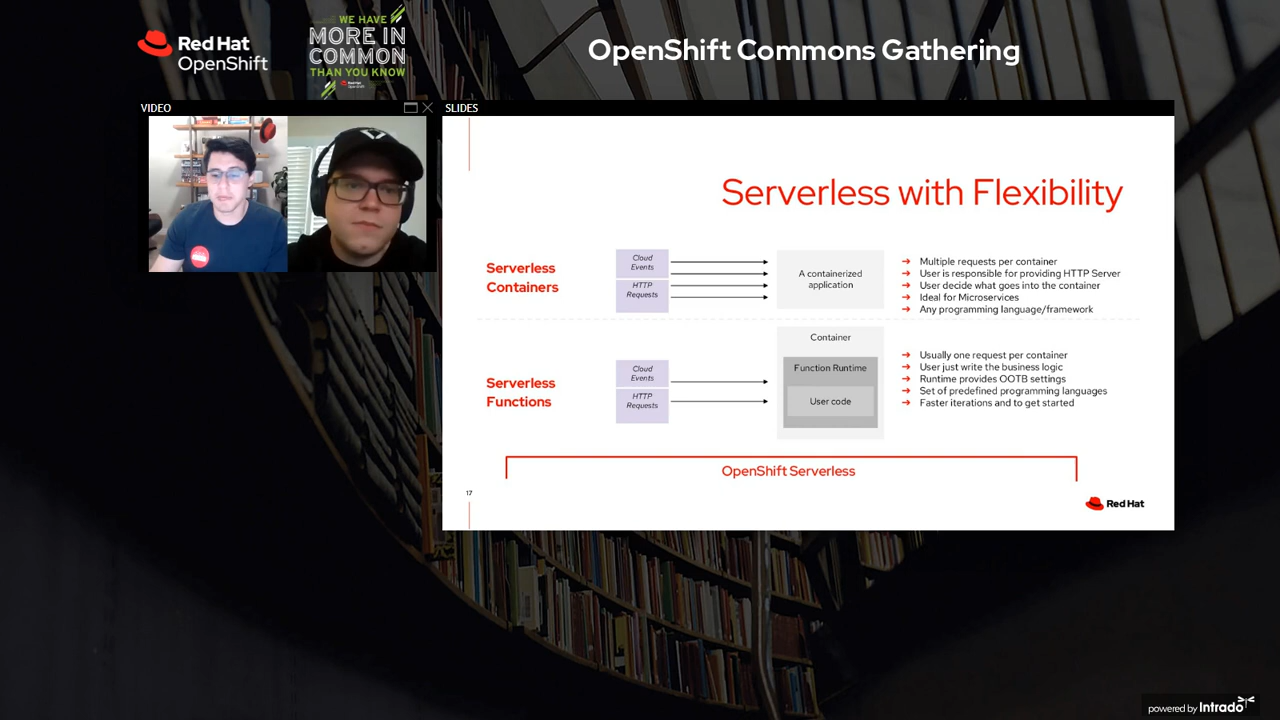 Red Hat
OpenShift
WE HAVE
MORE IN
COMMON
THAN YOU KNOW
OpenShift Commons Gathering
VIDEO
SLIDES
Serverless with Flexibility
Serverless
Containers
Cloud
Events
HTTP
Requests
A containerized
application
➔ Multiple requests per container
➔ User is responsible for providing HTTP Server
➔ User decide what goes into the container
➔ Ideal for Microservices
➔ Any programming language/framework
Serverless
Functions
Cloud
Events
HTTP
Requests
Container
Function Runtime
User code
➔ Usually one request per container
➔ User just write the business logic
➔ Runtime provides OOTB settings
➔ Set of predefined programming languages
➔ Faster iterations and to get started
OpenShift Serverless
17
Red Hat
powered by Intrado